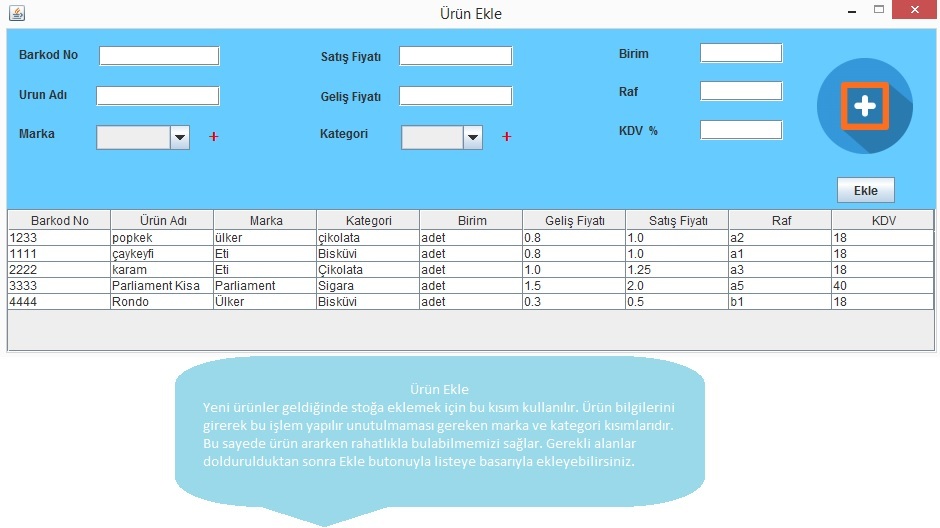 Ürün Ekle
Barkod No
Satış Fiyatı
Birim
Urun Adı
Geliş Fiyatı
Raf
Marka
+
Kategori
+
KDV %
Ekle
Barkod No Ürün Adı Marka Kategori Birim Geliş Fiyatı Satış Fiyatı Raf KDV
1233 popkek ülker çikolata adet 0.8 1.0 a2 18
1111 çaykeyfi Eti Bisküvi adet 0.8 1.0 a1 18
2222 karam Eti Çikolata adet 1.0 1.25 a3 18
3333 Parliament Kisa Parliament Sigara adet 1.5 2.0 a5 40
4444 Rondo Ülker Bisküvi adet 0.3 0.5 b1 18
Ürün Ekle
Yeni ürünler geldiğinde stoğa eklemek için bu kısım kullanılır. Ürün bilgilerini
girerek bu işlem yapılır unutulmaması gereken marka ve kategori kısımlarıdır.
Bu sayede ürün ararken rahatlıkla bulabilmemizi sağlar. Gerekli alanlar
doldurulduktan sonra Ekle butonuyla listeye basarıyla ekleyebilirsiniz.